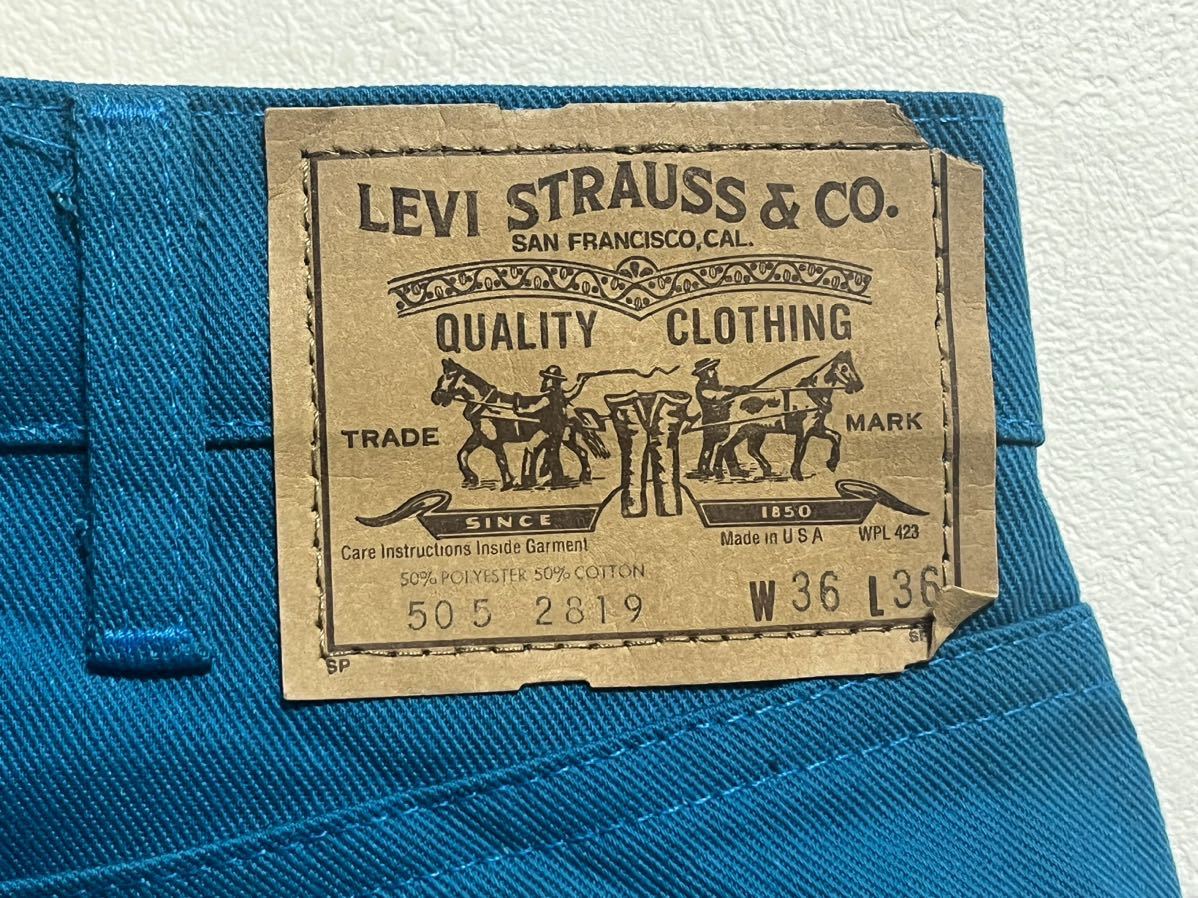 LEVI STRAUSS & CO.
SAN FRANCISCO, CAL.
QUALITY CLOTHING
TRADE MARK
SINCE 1850
Care Instructions Inside Garment
Made in U S A WPL 423
50% POLYESTER 50% COTTON
505 2819 W 36 L 36
SP